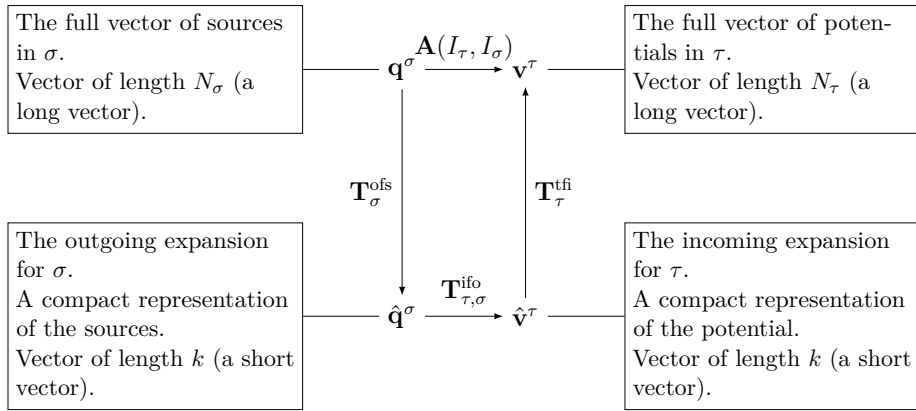 The full vector of sources
in σ.
Vector of length N_σ (a
long vector).
q^σ A(I_τ, I_σ) v^τ
The full vector of poten-
tials in τ.
Vector of length N_τ (a
long vector).
T_σ^ofs
T_τ^tfi
The outgoing expansion
for σ.
A compact representation
of the sources.
Vector of length k (a short
vector).
q̂^σ T_{τ,σ}^ifo v̂^τ
The incoming expansion
for τ.
A compact representation
of the potential.
Vector of length k (a short
vector).